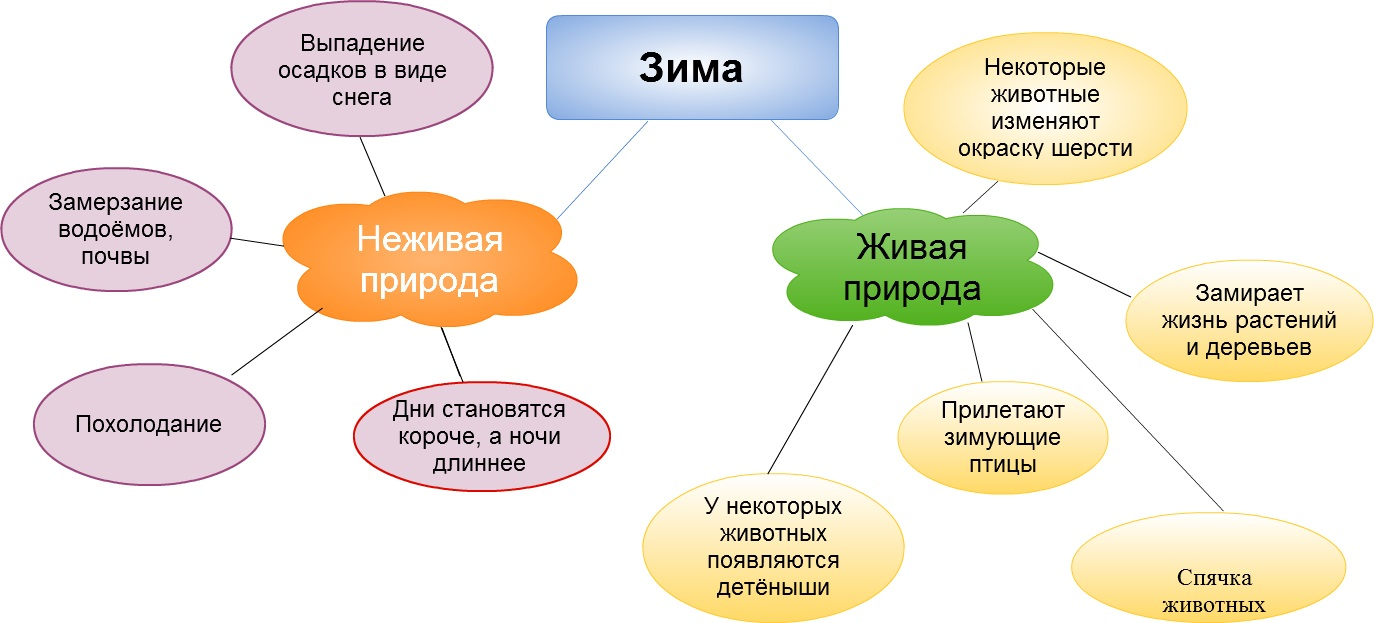 Зима
Выпадение
осадков в виде
снега
Замерзание
водоёмов,
почвы
Неживая
природа
Похолодание
Дни становятся
короче, а ночи
длиннее
Некоторые
животные
изменяют
окраску шерсти
Живая
природа
Замирает
жизнь растений
и деревьев
Прилетают
зимующие
птицы
У некоторых
животных
появляются
детёныши
Спячка
животных